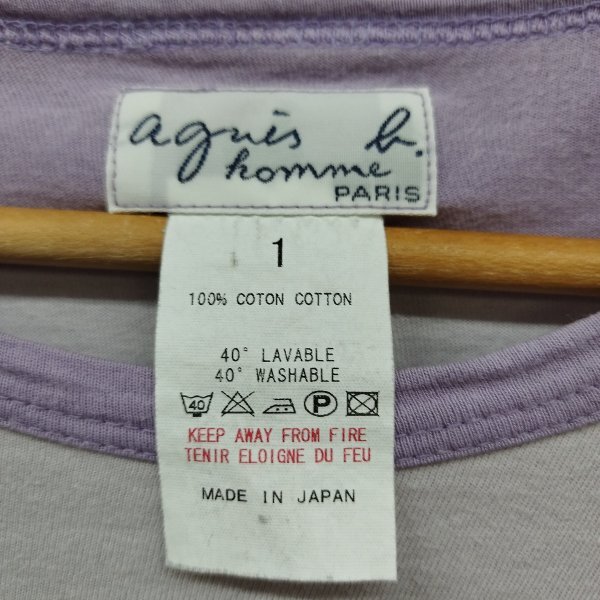 agnès b.
homme
PARIS
1
100% COTON COTTON
40° LAVABLE
40° WASHABLE
40 P
KEEP AWAY FROM FIRE
TENIR ELOIGNE DU FEU
MADE IN JAPAN